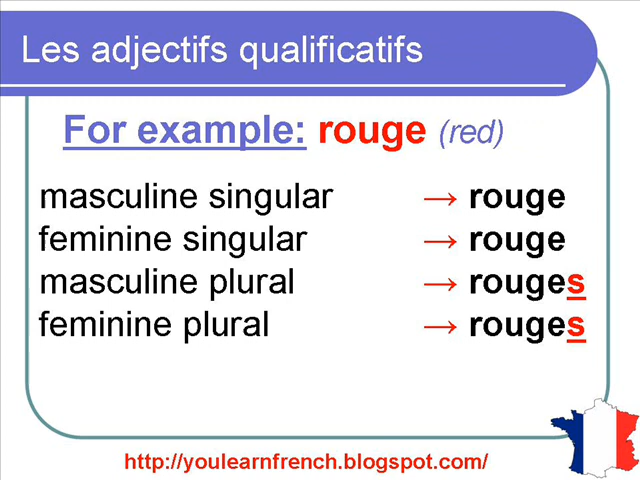 Les adjectifs qualificatifs
For example: rouge (red)
masculine singular → rouge
feminine singular → rouge
masculine plural → rouges
feminine plural → rouges
http://youlearnfrench.blogspot.com/